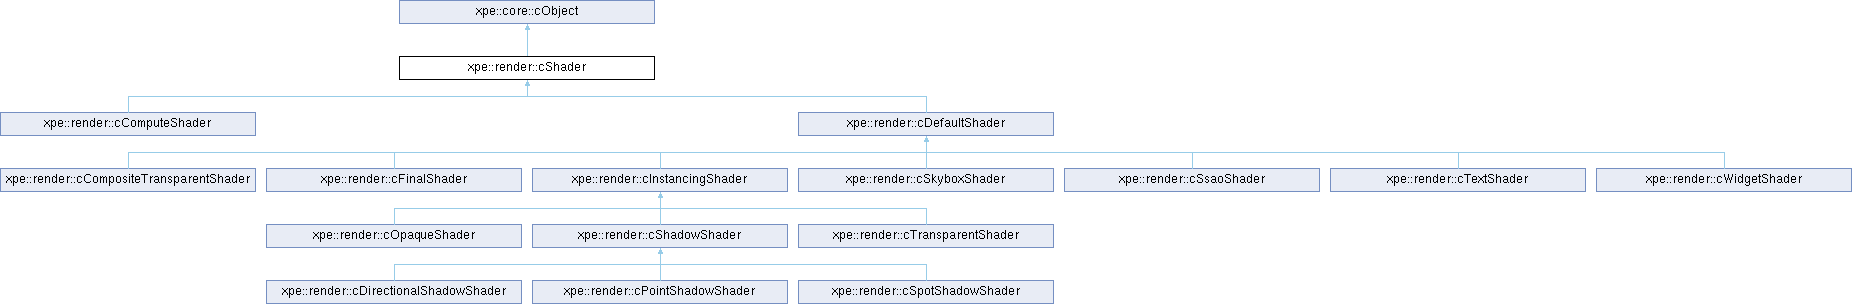 xpe::core::cObject
xpe::render::cShader
xpe::render::cComputeShader
xpe::render::cDefaultShader
xpe::render::cCompositeTransparentShader
xpe::render::cFinalShader
xpe::render::cInstancingShader
xpe::render::cSkyboxShader
xpe::render::cSsaoShader
xpe::render::cTextShader
xpe::render::cWidgetShader
xpe::render::cOpaqueShader
xpe::render::cShadowShader
xpe::render::cTransparentShader
xpe::render::cDirectionalShadowShader
xpe::render::cPointShadowShader
xpe::render::cSpotShadowShader